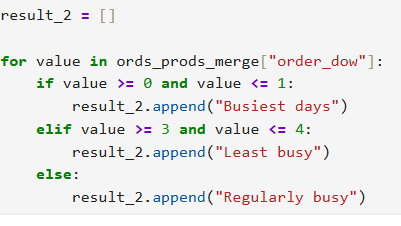 result_2 = []
for value in ords_prods_merge["order_dow"]:
    if value >= 0 and value <= 1:
        result_2.append("Busiest days")
    elif value >= 3 and value <= 4:
        result_2.append("Least busy")
    else:
        result_2.append("Regularly busy")